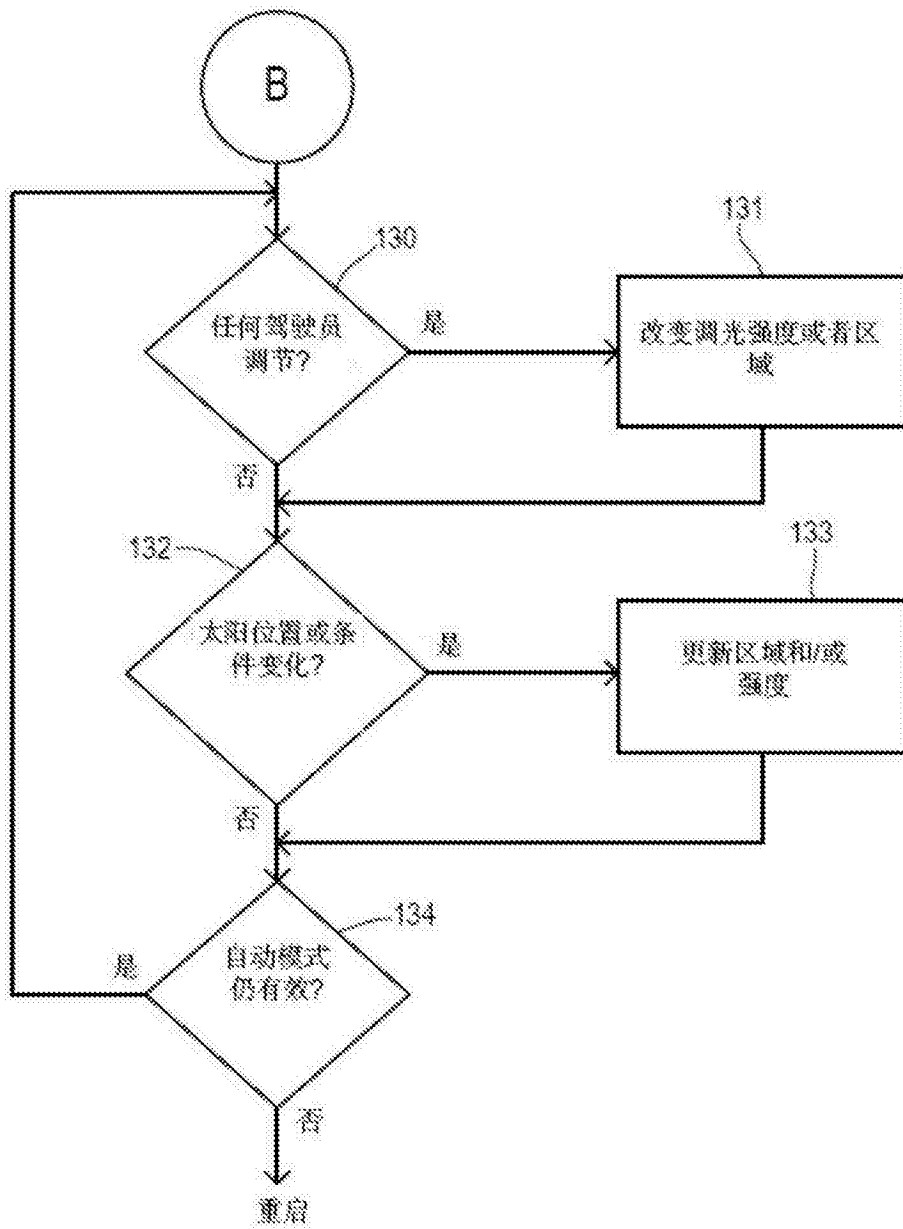 B
130
任何驾驶员
调节?
是
131
改变调光强度或者区
域
否
132
太阳位置或条
件变化?
是
133
更新区域和/或
强度
否
134
自动模式
仍有效?
是
否
重启